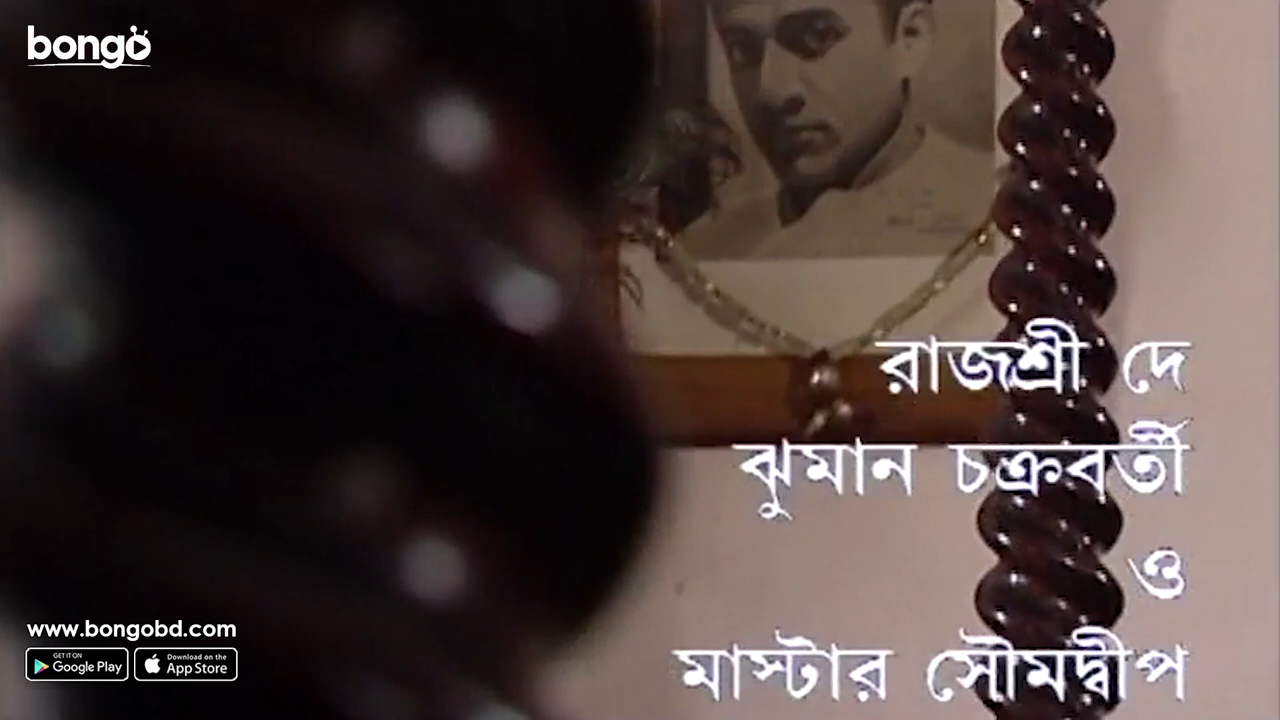 bongo
রাজশ্রী দে
ঝুমান চক্রবর্তী
ও
মাস্টার সৌমদ্বীপ
www.bongobd.com
GET IT ON
Google Play
Download on the
App Store